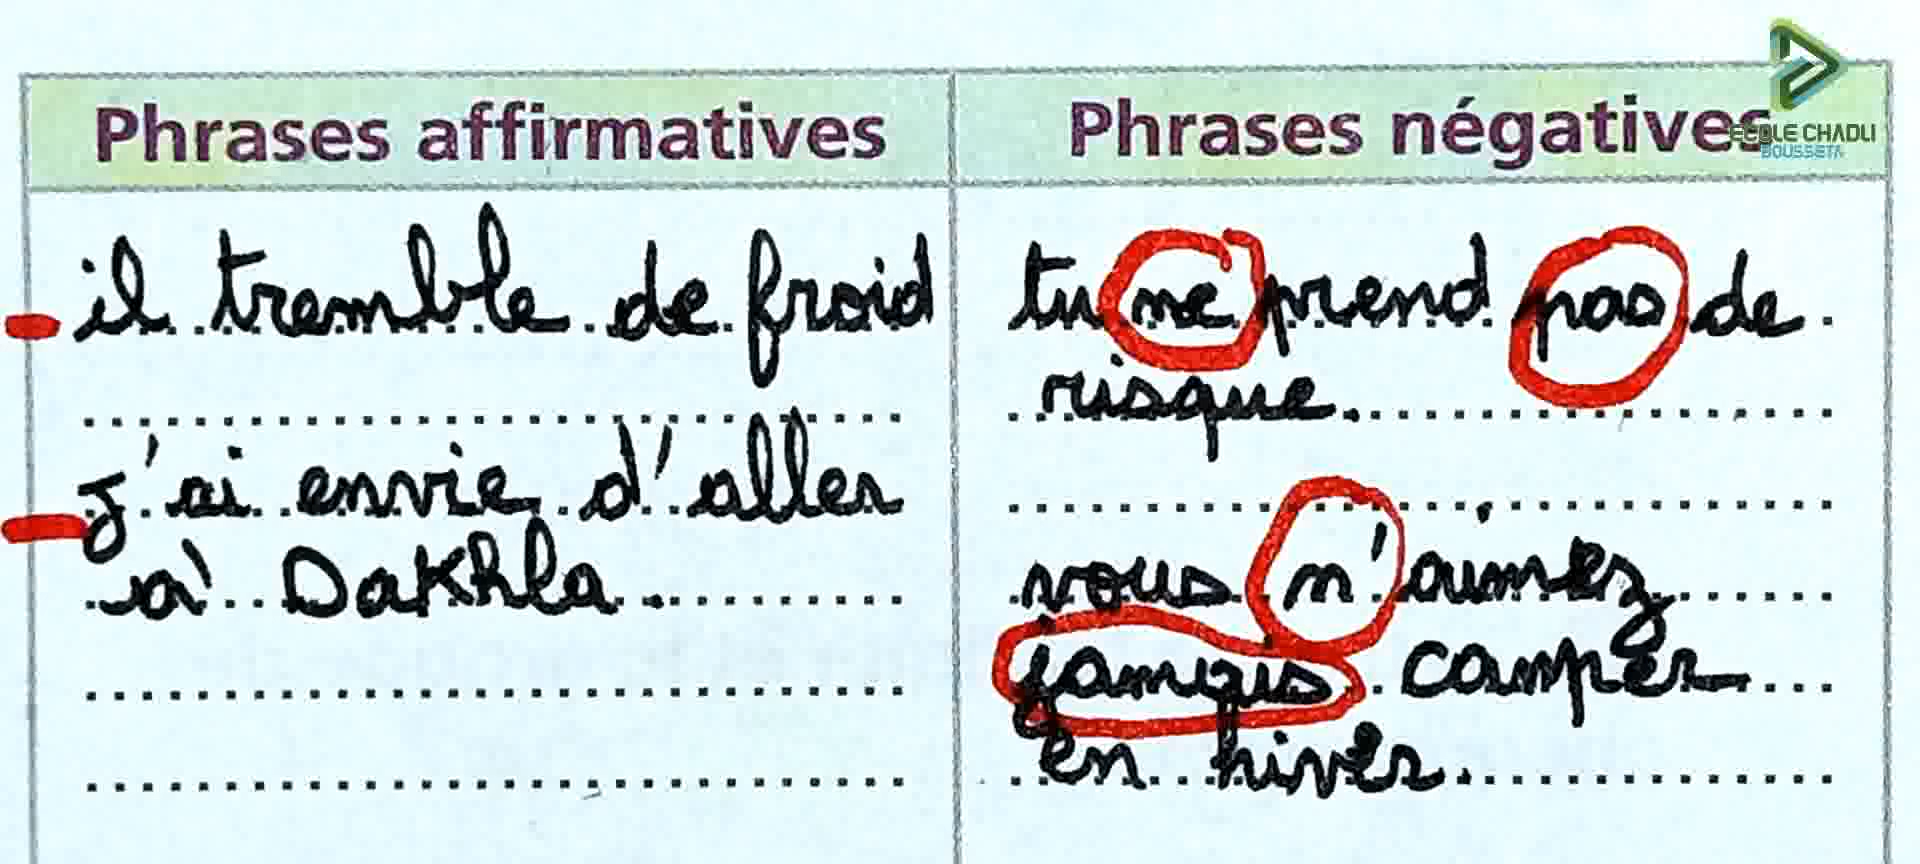 Phrases affirmatives
Phrases négatives
ECOLE CHADLI
BOUSSETA
il tremble de froid
j'ai envie d'aller
à Dakhla.
tu ne prend pas de
risque.
vous n'aimez
jamais camper
en hiver.